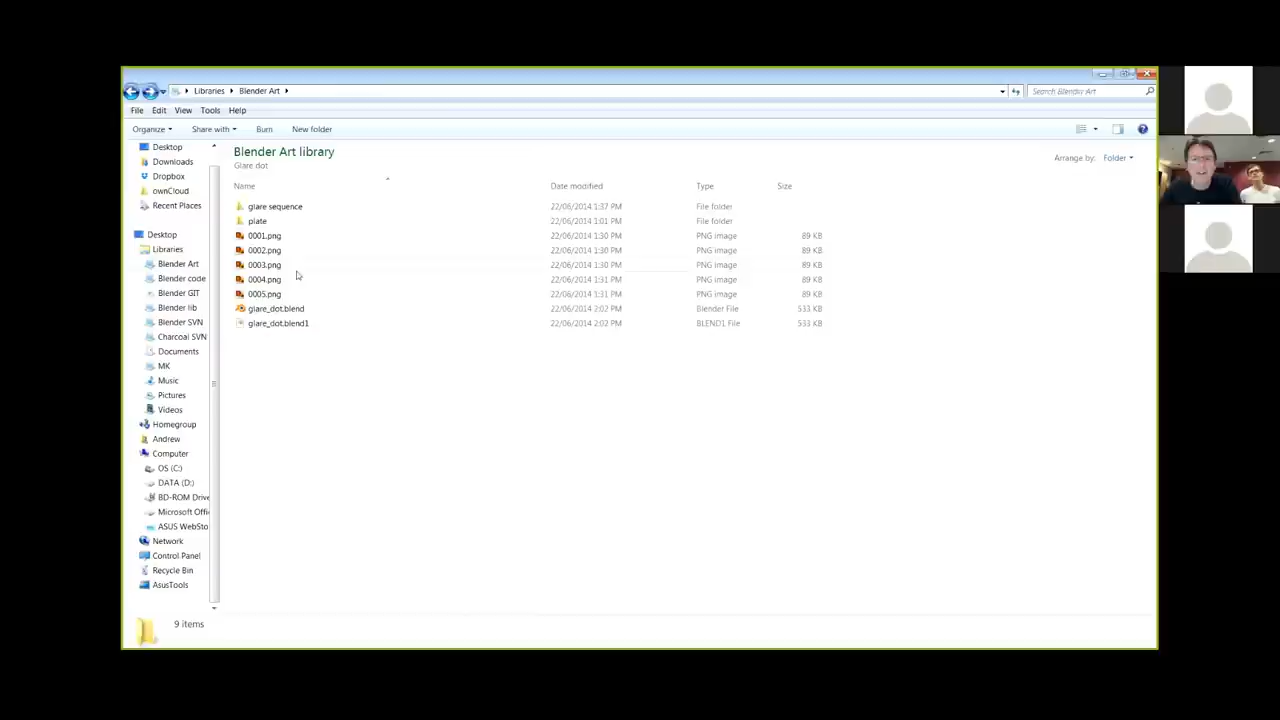 Libraries Blender Art
Search Blender Art
File Edit View Tools Help
Organize Share with Burn New folder
Blender Art library
Glare dot
Arrange by: Folder
Name Date modified Type Size
glare sequence 22/06/2014 1:37 PM File folder
plate 22/06/2014 1:01 PM File folder
0001.png 22/06/2014 1:30 PM PNG image 89 KB
0002.png 22/06/2014 1:30 PM PNG image 89 KB
0003.png 22/06/2014 1:30 PM PNG image 89 KB
0004.png 22/06/2014 1:31 PM PNG image 89 KB
0005.png 22/06/2014 1:31 PM PNG image 89 KB
glare_dot.blend 22/06/2014 2:02 PM Blender File 533 KB
glare_dot.blend1 22/06/2014 2:02 PM BLEND1 File 533 KB
Desktop
Downloads
Dropbox
ownCloud
Recent Places
Desktop
Libraries
Blender Art
Blender code
Blender GIT
Blender lib
Blender SVN
Charcoal SVN
Documents
MK
Music
Pictures
Videos
Homegroup
Andrew
Computer
OS (C:)
DATA (D:)
BD-ROM Drive
Microsoft Offi
ASUS WebSto
Network
Control Panel
Recycle Bin
AsusTools
9 items